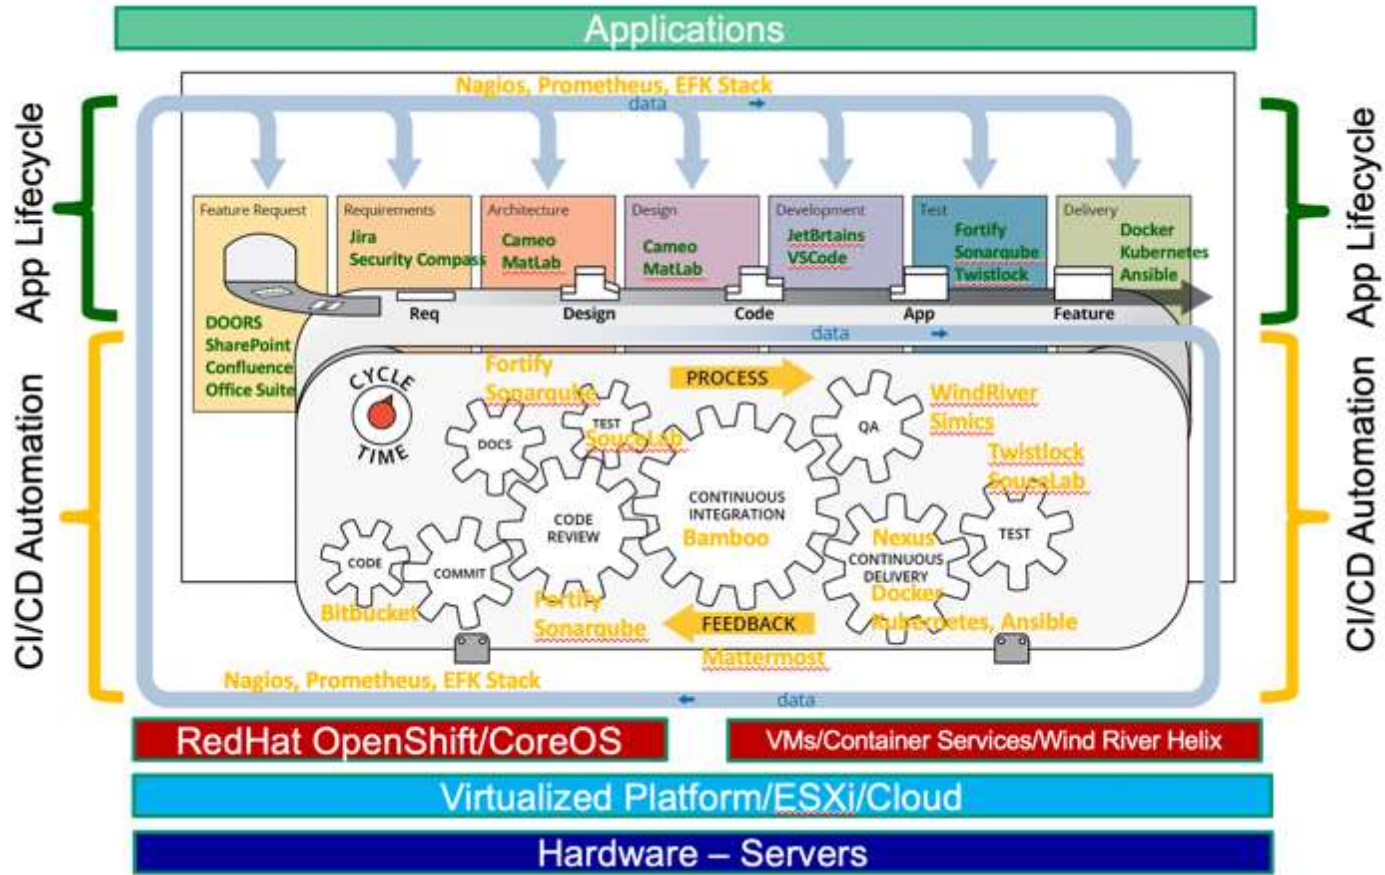 Applications
Nagios, Prometheus, EFK Stack
data
App Lifecycle
App Lifecycle
Feature Request
Requirements
Architecture
Design
Development
Test
Delivery
Jira
Security Compass
Cameo
MatLab
Cameo
MatLab
JetBrtains
VSCode
Fortify
Sonarqube
Twistlock
Docker
Kubernetes
Ansible
DOORS
SharePoint
Confluence
Office Suite
Req
Design
Code
App
Feature
data
CI/CD Automation
CI/CD Automation
CYCLE
TIME
Fortify
Sonarqube
PROCESS
WindRiver
Simics
DOCS
TEST
SouceLab
QA
Twistlock
SouceLab
CODE
COMMIT
CODE
REVIEW
CONTINUOUS
INTEGRATION
Bamboo
Nexus
CONTINUOUS
DELIVERY
TEST
Bitbucket
Fortify
Sonarqube
FEEDBACK
Mattermost
Docker
Kubernetes, Ansible
Nagios, Prometheus, EFK Stack
data
RedHat OpenShift/CoreOS
VMs/Container Services/Wind River Helix
Virtualized Platform/ESXi/Cloud
Hardware – Servers